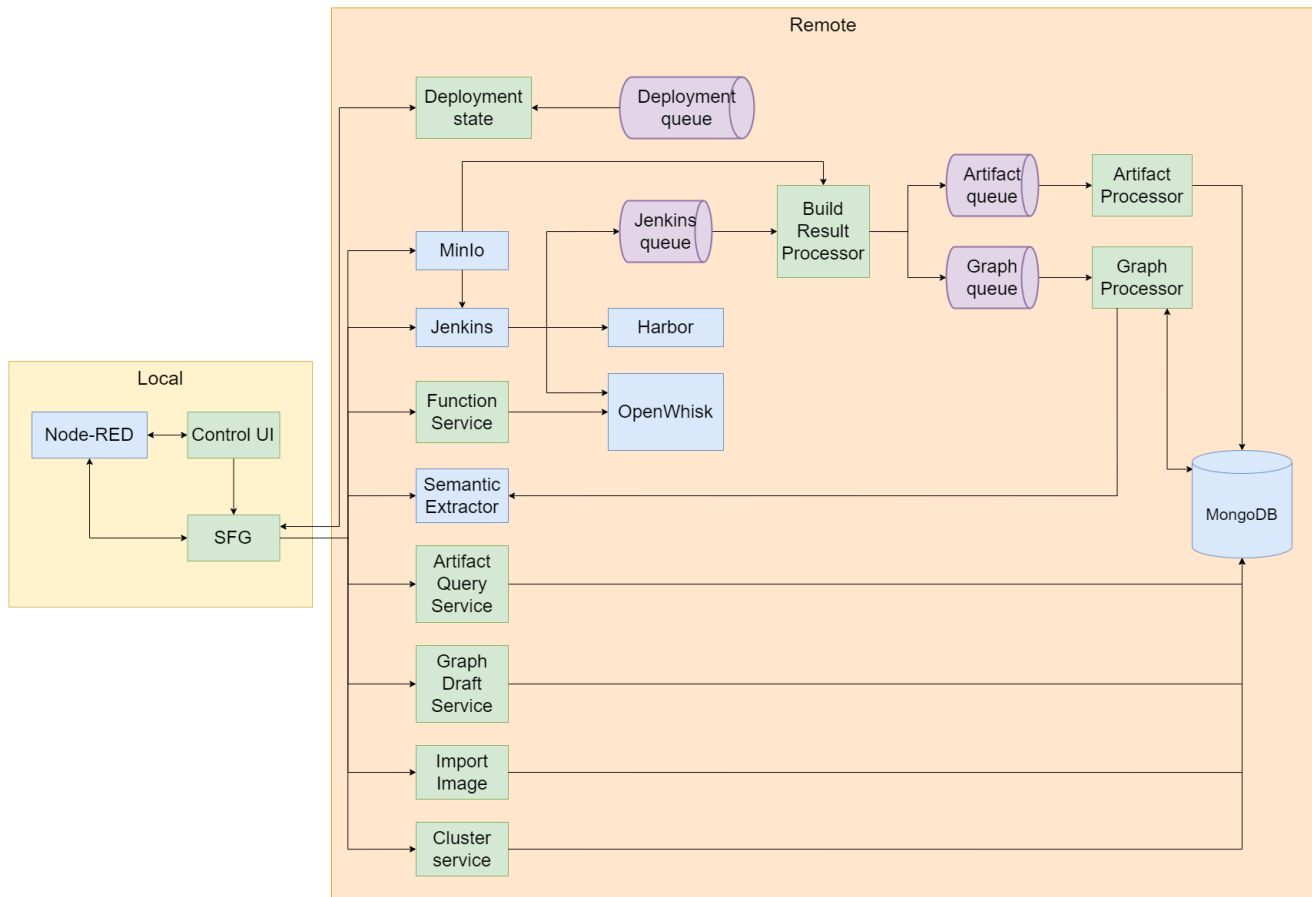 Remote
Deployment
state
Deployment
queue
MinIo
Jenkins
queue
Build
Result
Processor
Artifact
queue
Artifact
Processor
Graph
queue
Graph
Processor
Jenkins
Harbor
Local
Node-RED
Control UI
SFG
Function
Service
OpenWhisk
Semantic
Extractor
MongoDB
Artifact
Query
Service
Graph
Draft
Service
Import
Image
Cluster
service